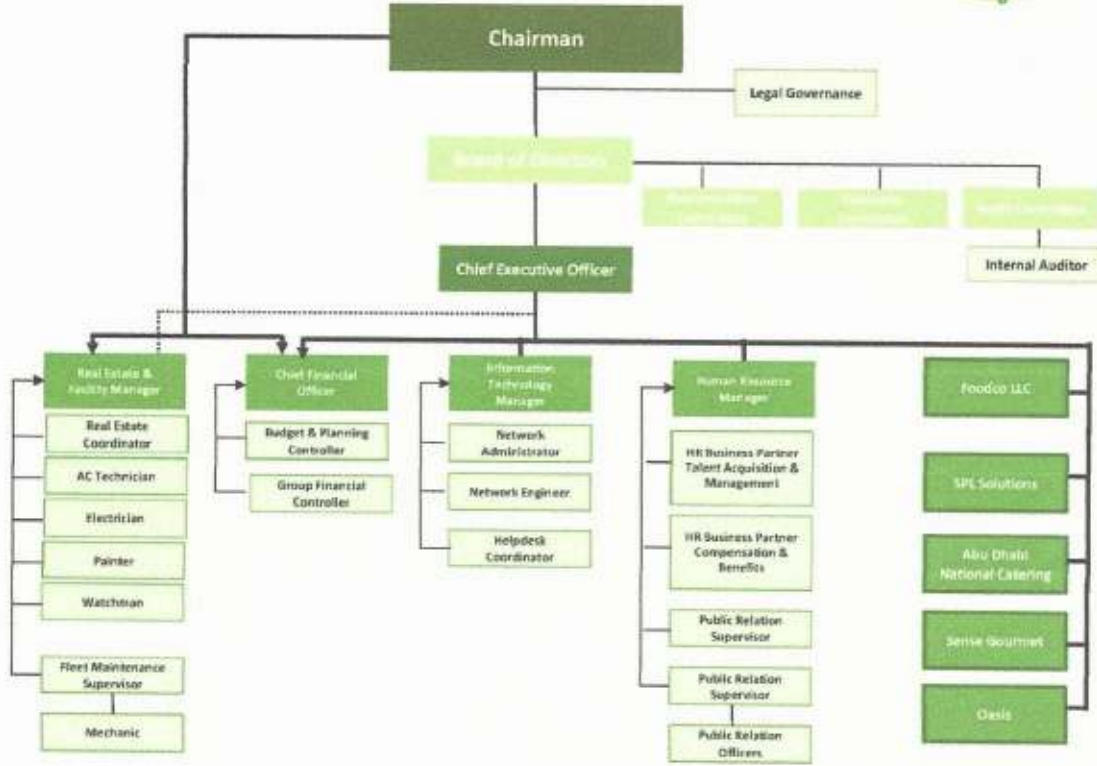 Chairman
Legal Governance
Board of Directors
Chief Executive Officer
Internal Auditor
Real Estate &
Facility Manager
Chief Financial
Officer
Information
Technology
Manager
Human Resource
Manager
Foodco LLC
Real Estate
Coordinator
Budget & Planning
Controller
Network
Administrator
HR Business Partner
Talent Acquisition &
Management
AC Technician
Group Financial
Controller
Network Engineer
SPL Solutions
Electrician
Helpdesk
Coordinator
HR Business Partner
Compensation &
Benefits
Abu Dhabi
National Catering
Painter
Watchman
Public Relation
Supervisor
Sense Gourmet
Fleet Maintenance
Supervisor
Public Relation
Supervisor
Oasis
Mechanic
Public Relation
Officers